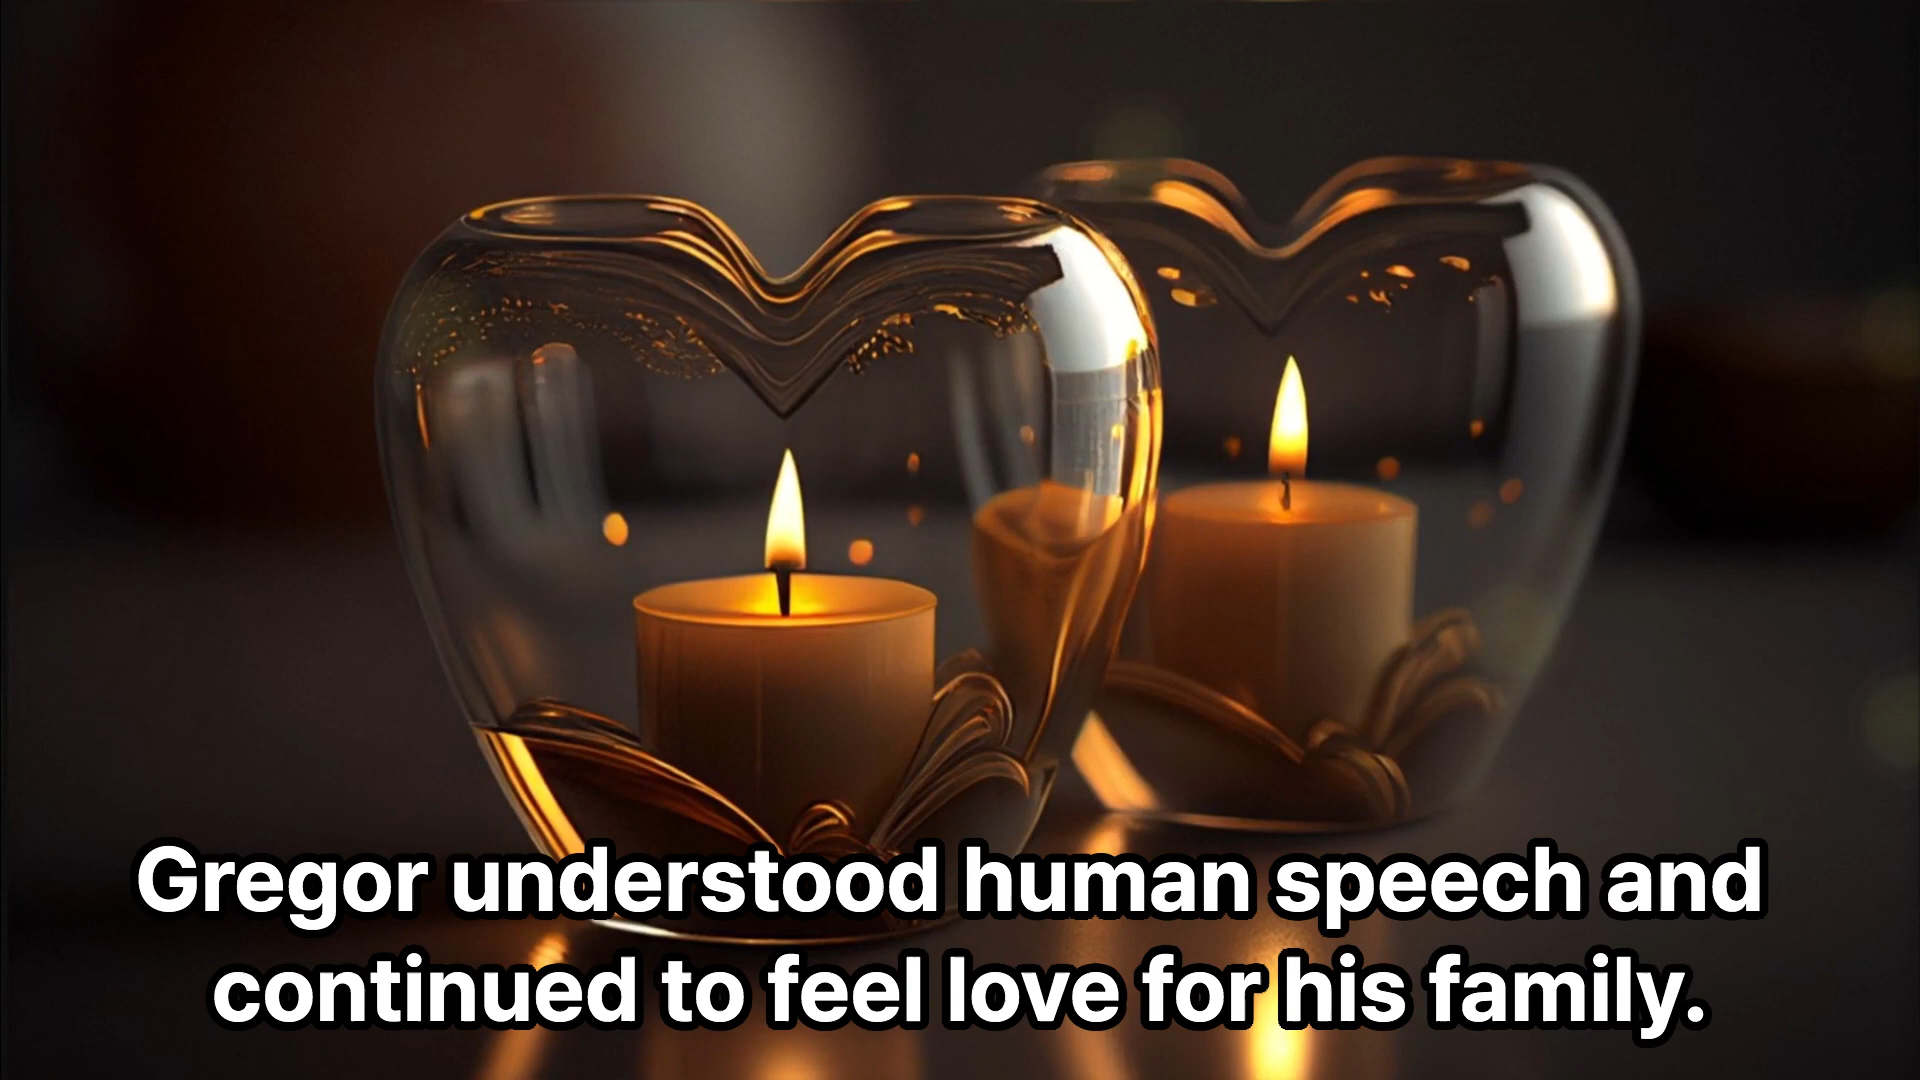 Gregor understood human speech and
continued to feel love for his family.